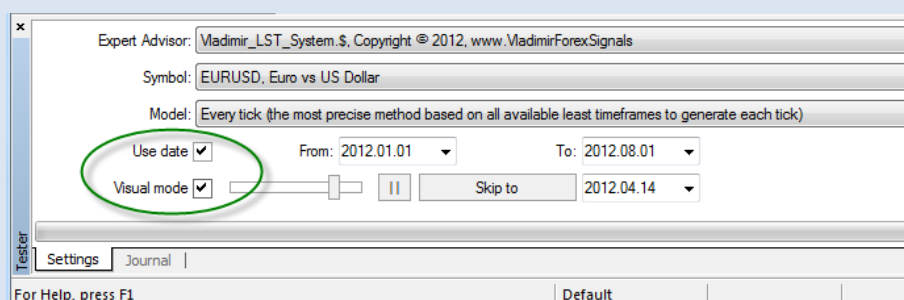 Expert Advisor: Vladimir_LST_System.$, Copyright © 2012, www.VladimirForexSignals
Symbol: EURUSD, Euro vs US Dollar
Model: Every tick (the most precise method based on all available least timeframes to generate each tick)
Use date From: 2012.01.01 To: 2012.08.01
Visual mode Skip to 2012.04.14
Tester
Settings Journal
For Help, press F1 Default